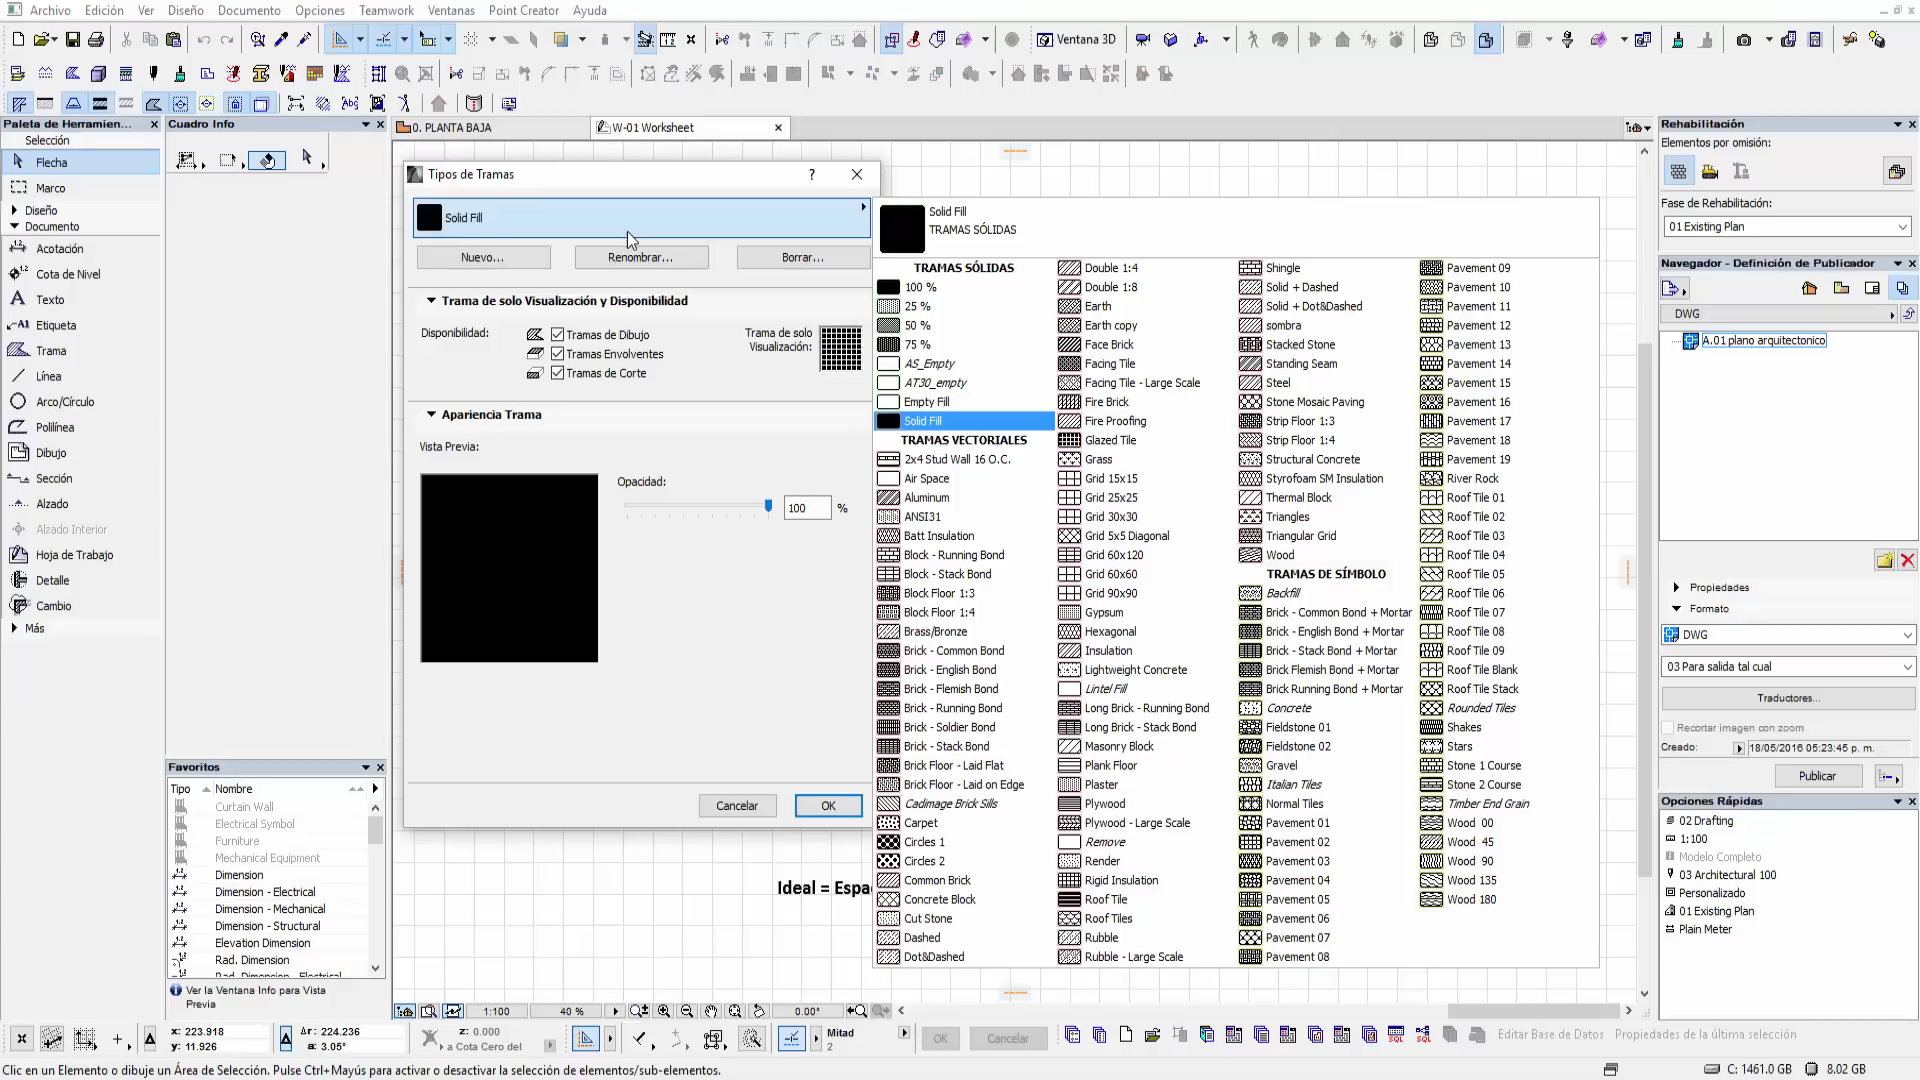 Archivo Edición Ver Diseño Documento Opciones Teamwork Ventanas Point Creator Ayuda
Ventana 3D
Paleta de Herramien...
Selección
Flecha
Marco
Diseño
Documento
Acotación
Cota de Nivel
Texto
Etiqueta
Trama
Línea
Arco/Círculo
Polilínea
Dibujo
Sección
Alzado
Alzado Interior
Hoja de Trabajo
Detalle
Cambio
Más
Cuadro Info
Favoritos
Tipo Nombre
Curtain Wall
Electrical Symbol
Furniture
Mechanical Equipment
Dimension
Dimension - Electrical
Dimension - Mechanical
Dimension - Structural
Elevation Dimension
Rad. Dimension
Rad. Dimension - Electrical
Ver la Ventana Info para Vista
Previa
0. PLANTA BAJA
W-01 Worksheet
Tipos de Tramas
?
Solid Fill
Nuevo...
Renombrar...
Borrar...
Trama de solo Visualización y Disponibilidad
Disponibilidad:
Tramas de Dibujo
Tramas Envolventes
Tramas de Corte
Trama de solo
Visualización:
Apariencia Trama
Vista Previa:
Opacidad:
100 %
Cancelar
OK
Ideal = Espa
Solid Fill
TRAMAS SÓLIDAS
TRAMAS SÓLIDAS
100 %
25 %
50 %
75 %
AS_Empty
AT30_empty
Empty Fill
Solid Fill
TRAMAS VECTORIALES
2x4 Stud Wall 16 O.C.
Air Space
Aluminum
ANSI31
Batt Insulation
Block - Running Bond
Block - Stack Bond
Block Floor 1:3
Block Floor 1:4
Brass/Bronze
Brick - Common Bond
Brick - English Bond
Brick - Flemish Bond
Brick - Running Bond
Brick - Soldier Bond
Brick - Stack Bond
Brick Floor - Laid Flat
Brick Floor - Laid on Edge
Cadimage Brick Sills
Carpet
Circles 1
Circles 2
Common Brick
Concrete Block
Cut Stone
Dashed
Dot&Dashed
Double 1:4
Double 1:8
Earth
Earth copy
Face Brick
Facing Tile
Facing Tile - Large Scale
Fire Brick
Fire Proofing
Glazed Tile
Grass
Grid 15x15
Grid 25x25
Grid 30x30
Grid 5x5 Diagonal
Grid 60x120
Grid 60x60
Grid 90x90
Gypsum
Hexagonal
Insulation
Lightweight Concrete
Lintel Fill
Long Brick - Running Bond
Long Brick - Stack Bond
Masonry Block
Plank Floor
Plaster
Plywood
Plywood - Large Scale
Remove
Render
Rigid Insulation
Roof Tile
Roof Tiles
Rubble
Rubble - Large Scale
Shingle
Solid + Dashed
Solid + Dot&Dashed
sombra
Stacked Stone
Standing Seam
Steel
Stone Mosaic Paving
Strip Floor 1:3
Strip Floor 1:4
Structural Concrete
Styrofoam SM Insulation
Thermal Block
Triangles
Triangular Grid
Wood
TRAMAS DE SÍMBOLO
Backfill
Brick - Common Bond + Mortar
Brick - English Bond + Mortar
Brick - Stack Bond + Mortar
Brick Flemish Bond + Mortar
Brick Running Bond + Mortar
Concrete
Fieldstone 01
Fieldstone 02
Gravel
Italian Tiles
Normal Tiles
Pavement 01
Pavement 02
Pavement 03
Pavement 04
Pavement 05
Pavement 06
Pavement 07
Pavement 08
Pavement 09
Pavement 10
Pavement 11
Pavement 12
Pavement 13
Pavement 14
Pavement 15
Pavement 16
Pavement 17
Pavement 18
Pavement 19
River Rock
Roof Tile 01
Roof Tile 02
Roof Tile 03
Roof Tile 04
Roof Tile 05
Roof Tile 06
Roof Tile 07
Roof Tile 08
Roof Tile 09
Roof Tile Blank
Roof Tile Stack
Rounded Tiles
Shakes
Stars
Stone 1 Course
Stone 2 Course
Timber End Grain
Wood 00
Wood 45
Wood 90
Wood 135
Wood 180
Rehabilitación
Elementos por omisión:
Fase de Rehabilitación:
01 Existing Plan
Navegador - Definición de Publicador
DWG
A.01 plano arquitectonico
Propiedades
Formato
DWG
03 Para salida tal cual
Traductores...
Recortar imagen con zoom
Creado: 18/05/2016 05:23:45 p. m.
Publicar
Opciones Rápidas
02 Drafting
1:100
Modelo Completo
03 Architectural 100
Personalizado
01 Existing Plan
Plain Meter
1:100 40 % 0.00°
x: 223.918
y: 11.926
Δr: 224.236
a: 3.05°
z: 0.000
a Cota Cero del
Mitad
2
OK
Cancelar
SQL SQL
Editar Base de Datos Propiedades de la última selección
Clic en un Elemento o dibuje un Área de Selección. Pulse Ctrl+Mayús para activar o desactivar la selección de elementos/sub-elementos.
C: 1461.0 GB 8.02 GB